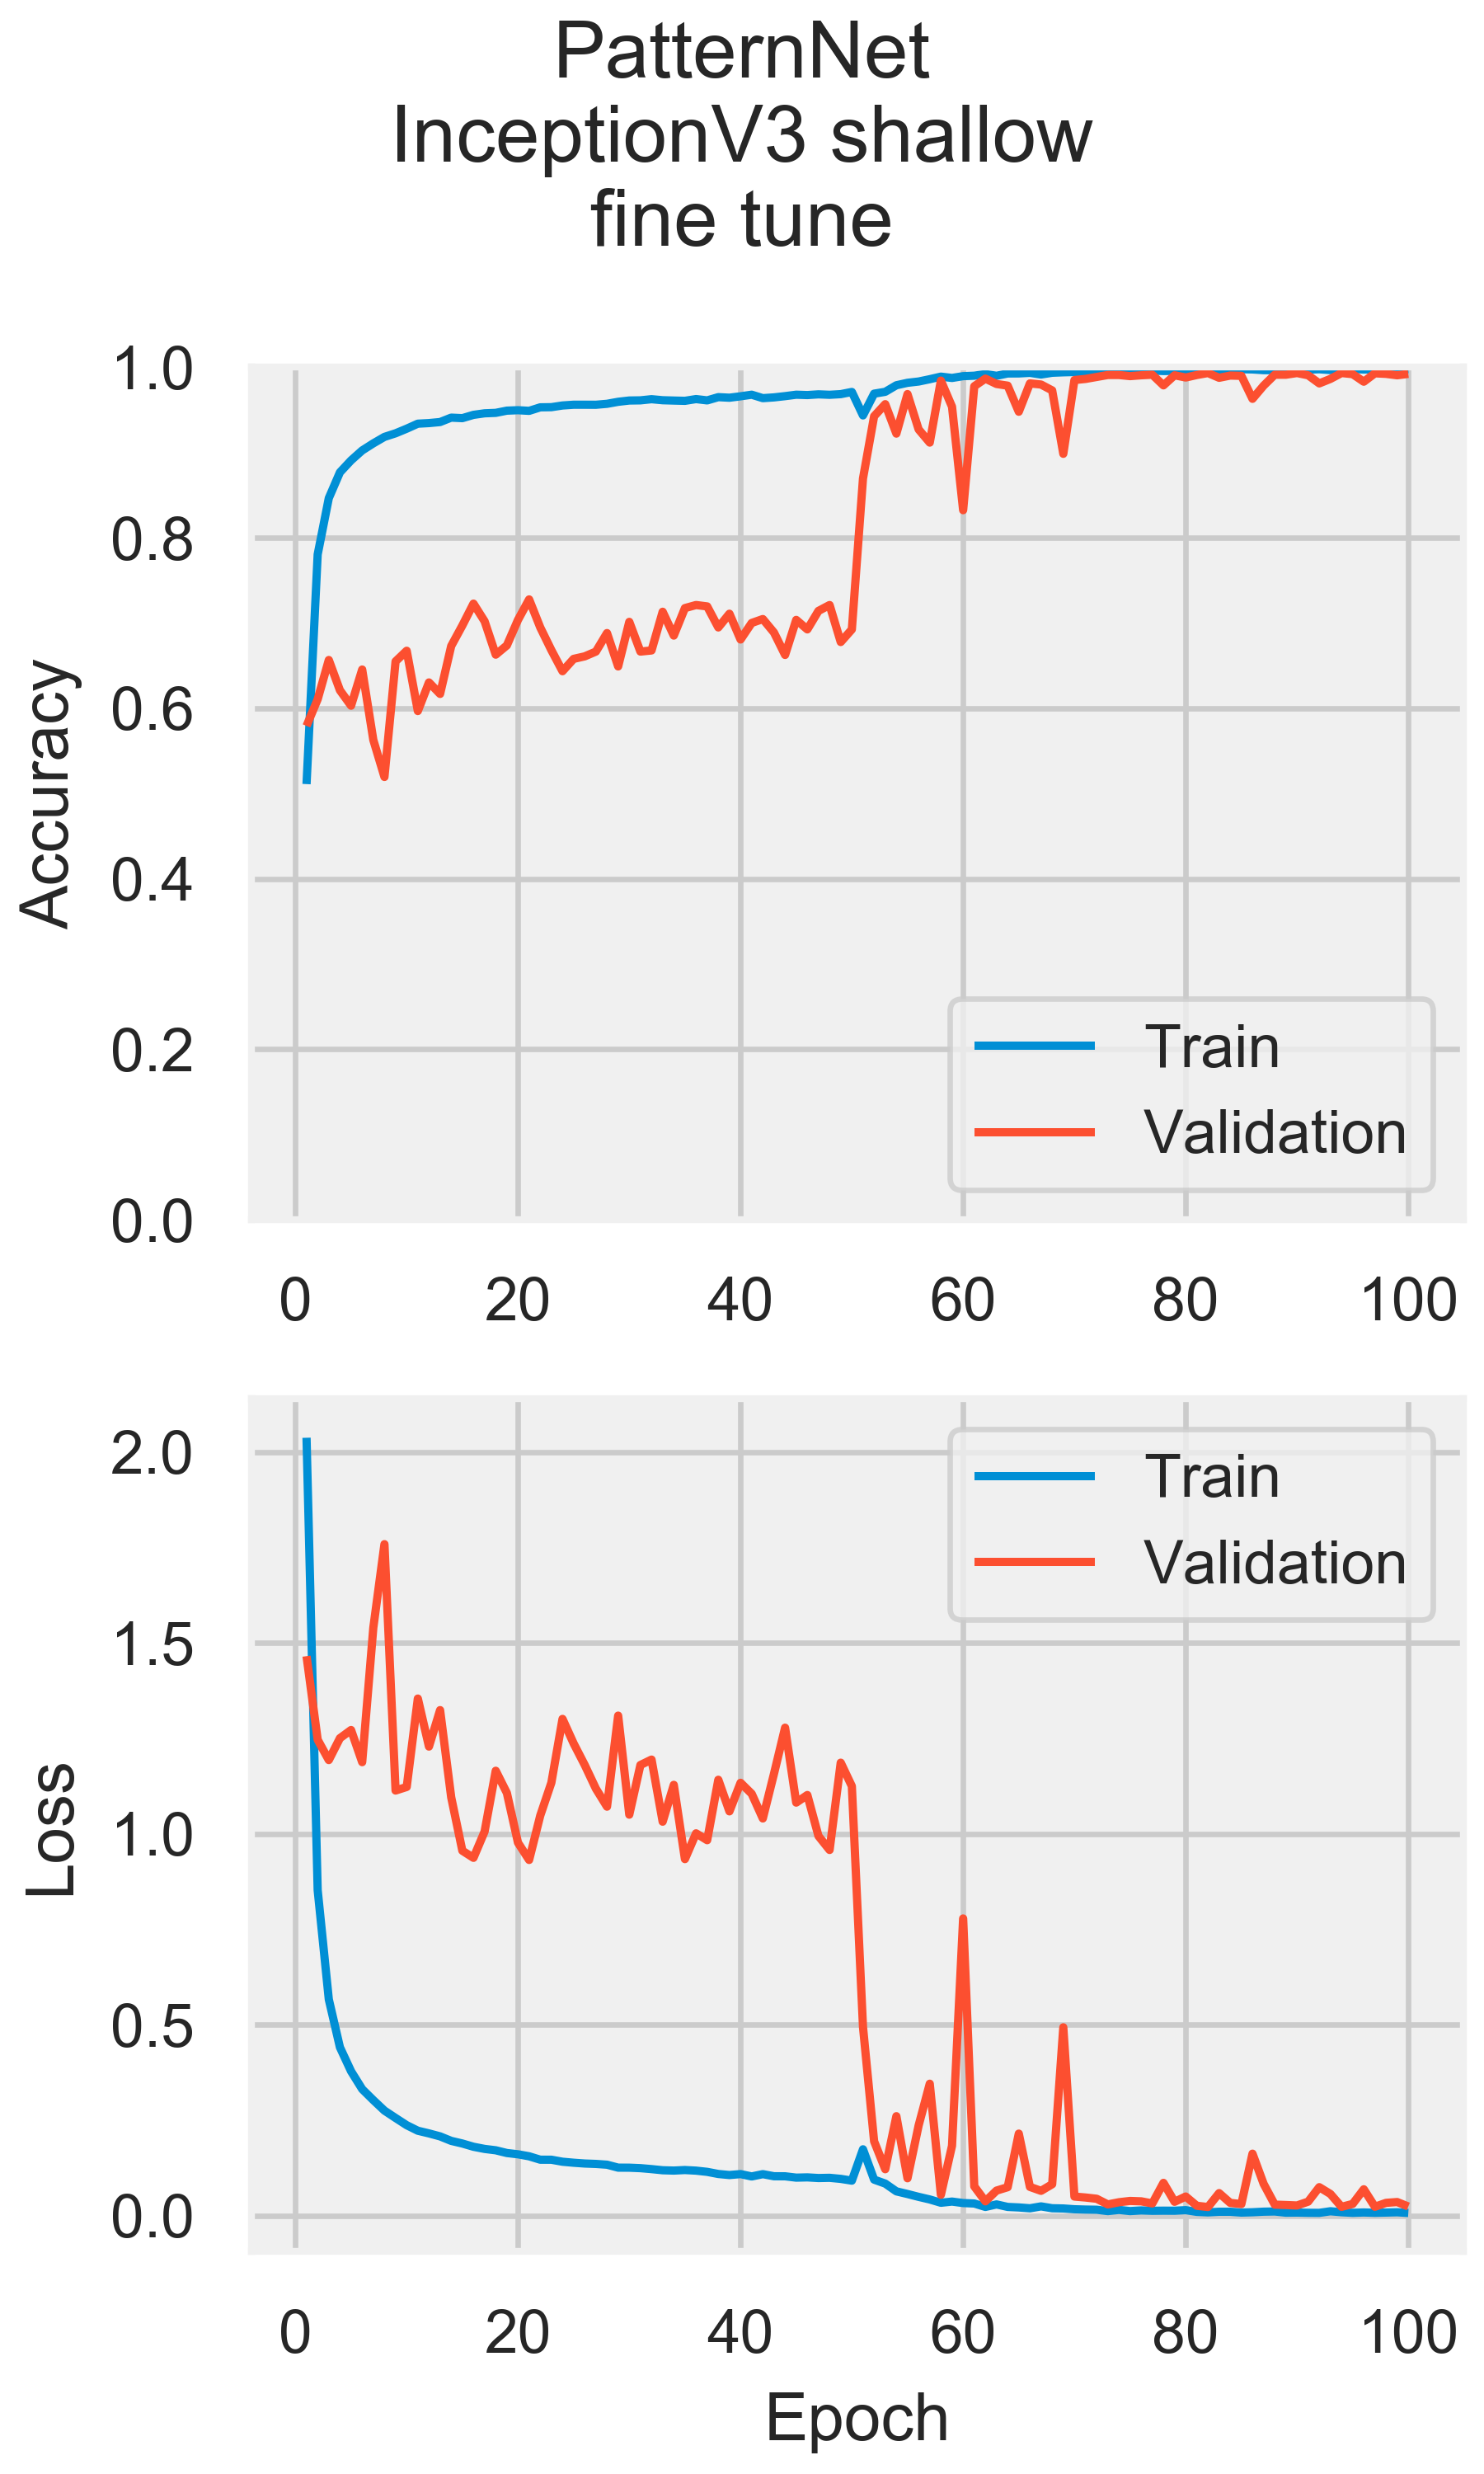 PatternNet
InceptionV3 shallow
fine tune
1.0
0.8
0.6
0.4
0.2
0.0
Accuracy
Train
Validation
0 20 40 60 80 100
2.0
1.5
1.0
0.5
0.0
Loss
Train
Validation
0 20 40 60 80 100
Epoch